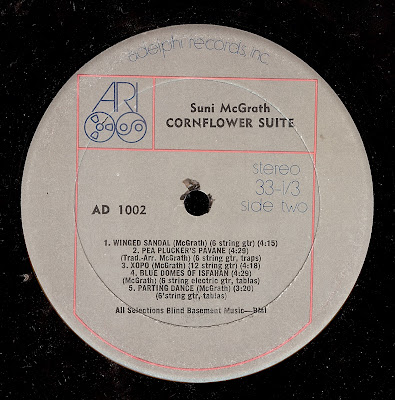 adelphi records, inc.
ARI
Suni McGrath
CORNFLOWER SUITE
stereo
33-1/3
side two
AD 1002
1. WINGED SANDAL (McGrath) (6 string gtr) (4:15)
2. PEA PLUCKER'S PAVANE (4:29)
(Trad.-Arr. McGrath) (6 string gtr, traps)
3. XOPO (McGrath) (12 string gtr) (4:18)
4. BLUE DOMES OF ISFAHAN (4:29)
(McGrath) (6 string electric gtr, tablas)
5. PARTING DANCE (McGrath) (3:20)
(6 string gtr, tablas)
All Selections Blind Basement Music—BMI